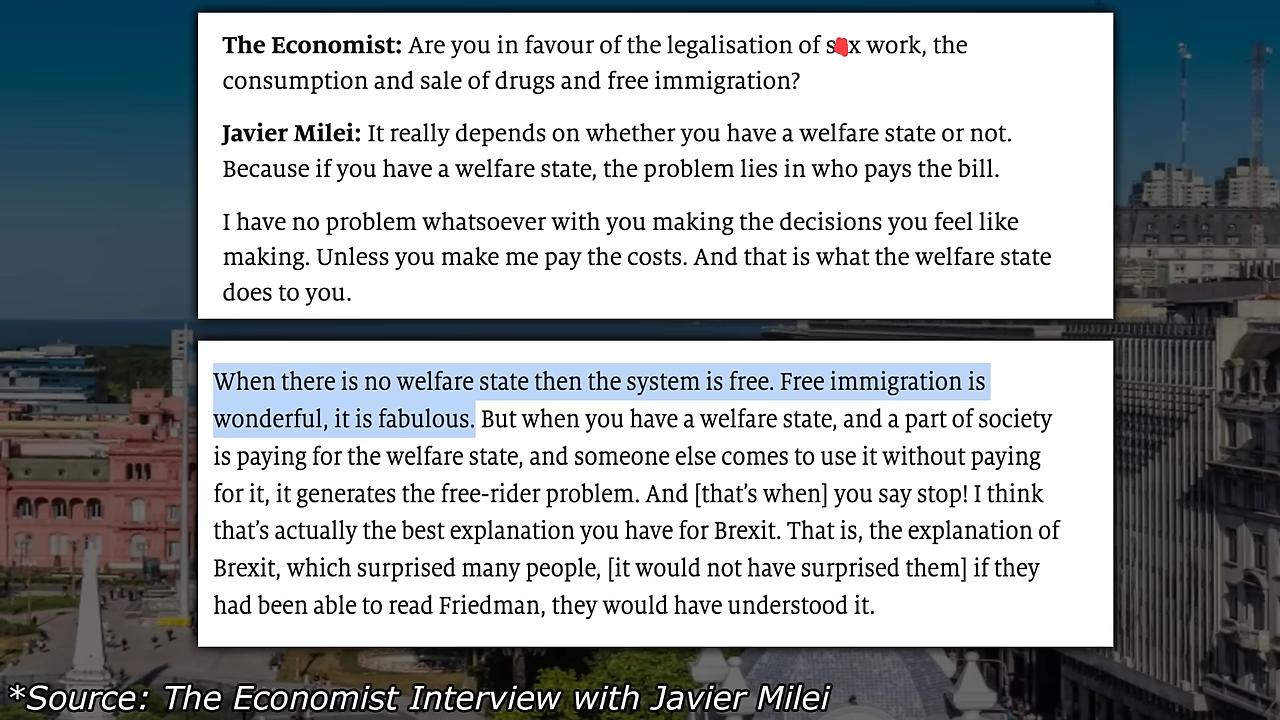 The Economist: Are you in favour of the legalisation of sx work, the
consumption and sale of drugs and free immigration?
Javier Milei: It really depends on whether you have a welfare state or not.
Because if you have a welfare state, the problem lies in who pays the bill.
I have no problem whatsoever with you making the decisions you feel like
making. Unless you make me pay the costs. And that is what the welfare state
does to you.
When there is no welfare state then the system is free. Free immigration is
wonderful, it is fabulous. But when you have a welfare state, and a part of society
is paying for the welfare state, and someone else comes to use it without paying
for it, it generates the free-rider problem. And [that’s when] you say stop! I think
that’s actually the best explanation you have for Brexit. That is, the explanation of
Brexit, which surprised many people, [it would not have surprised them] if they
had been able to read Friedman, they would have understood it.
*Source: The Economist Interview with Javier Milei